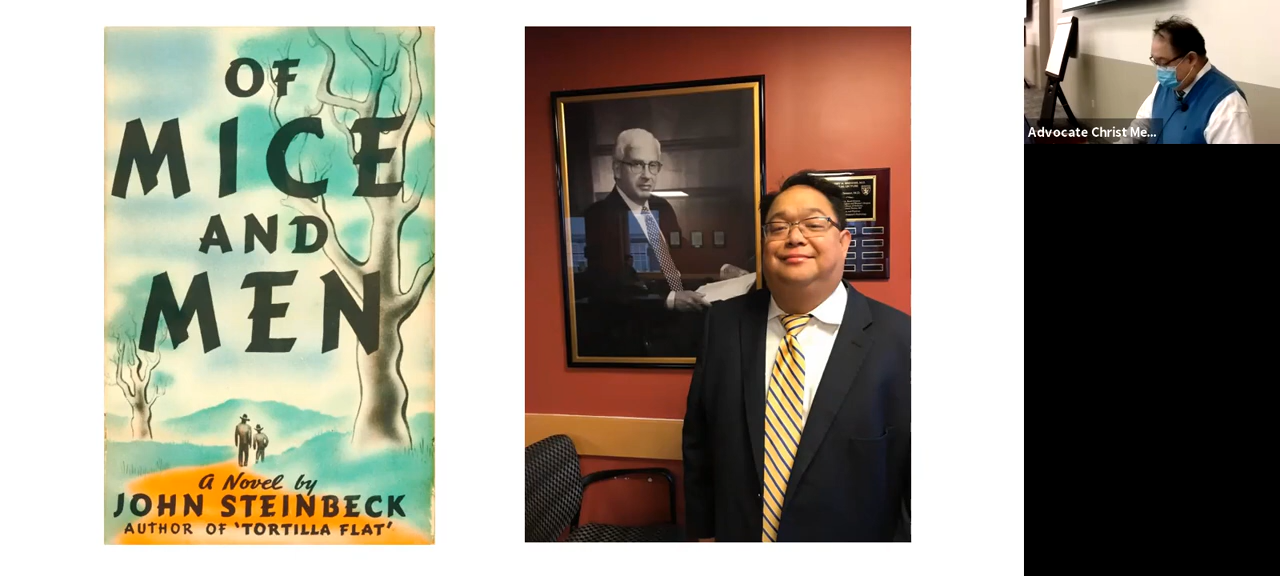 OF
MICE
AND
MEN
A Novel by
JOHN STEINBECK
AUTHOR OF 'TORTILLA FLAT'
Advocate Christ Me...